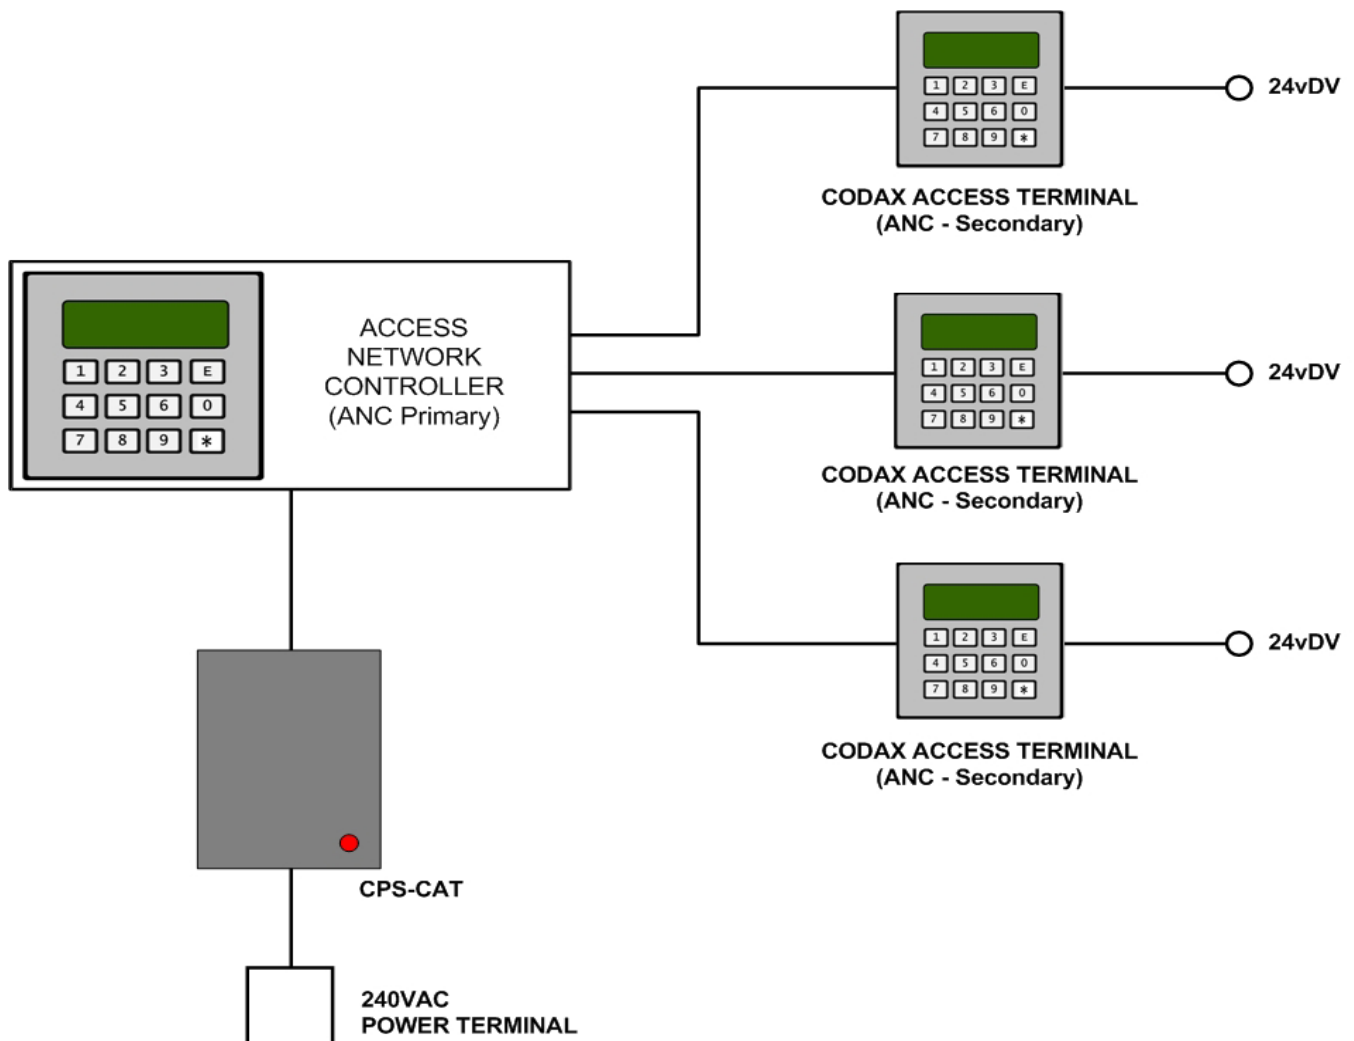 1 2 3 E
4 5 6 0
7 8 9 *
24vDV
CODAX ACCESS TERMINAL
(ANC - Secondary)
1 2 3 E
4 5 6 0
7 8 9 *
ACCESS
NETWORK
CONTROLLER
(ANC Primary)
1 2 3 E
4 5 6 0
7 8 9 *
24vDV
CODAX ACCESS TERMINAL
(ANC - Secondary)
1 2 3 E
4 5 6 0
7 8 9 *
24vDV
CODAX ACCESS TERMINAL
(ANC - Secondary)
CPS-CAT
240VAC
POWER TERMINAL